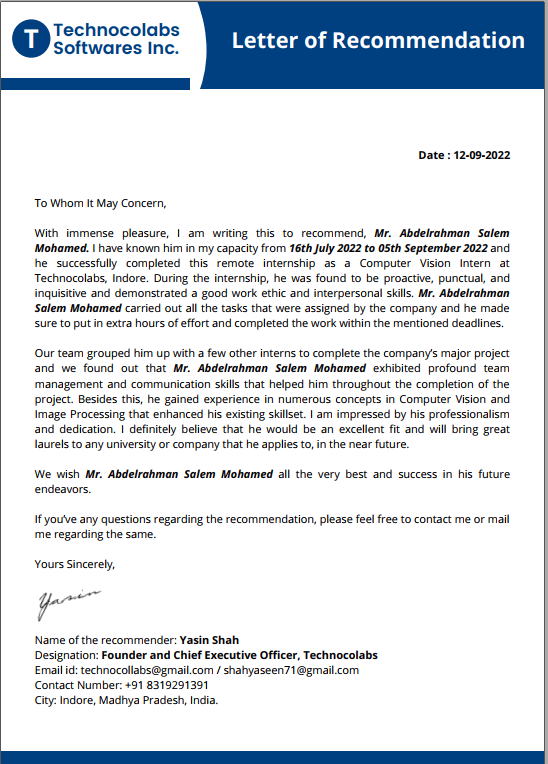 T Technocolabs
Softwares Inc.
Letter of Recommendation
Date : 12-09-2022
To Whom It May Concern,
With immense pleasure, I am writing this to recommend, Mr. Abdelrahman Salem
Mohamed. I have known him in my capacity from 16th July 2022 to 05th September 2022 and
he successfully completed this remote internship as a Computer Vision Intern at
Technocolabs, Indore. During the internship, he was found to be proactive, punctual, and
inquisitive and demonstrated a good work ethic and interpersonal skills. Mr. Abdelrahman
Salem Mohamed carried out all the tasks that were assigned by the company and he made
sure to put in extra hours of effort and completed the work within the mentioned deadlines.
Our team grouped him up with a few other interns to complete the company's major project
and we found out that Mr. Abdelrahman Salem Mohamed exhibited profound team
management and communication skills that helped him throughout the completion of the
project. Besides this, he gained experience in numerous concepts in Computer Vision and
Image Processing that enhanced his existing skillset. I am impressed by his professionalism
and dedication. I definitely believe that he would be an excellent fit and will bring great
laurels to any university or company that he applies to, in the near future.
We wish Mr. Abdelrahman Salem Mohamed all the very best and success in his future
endeavors.
If you've any questions regarding the recommendation, please feel free to contact me or mail
me regarding the same.
Yours Sincerely,
Yasin
Name of the recommender: Yasin Shah
Designation: Founder and Chief Executive Officer, Technocolabs
Email id: technocollabs@gmail.com / shahyaseen71@gmail.com
Contact Number: +91 8319291391
City: Indore, Madhya Pradesh, India.